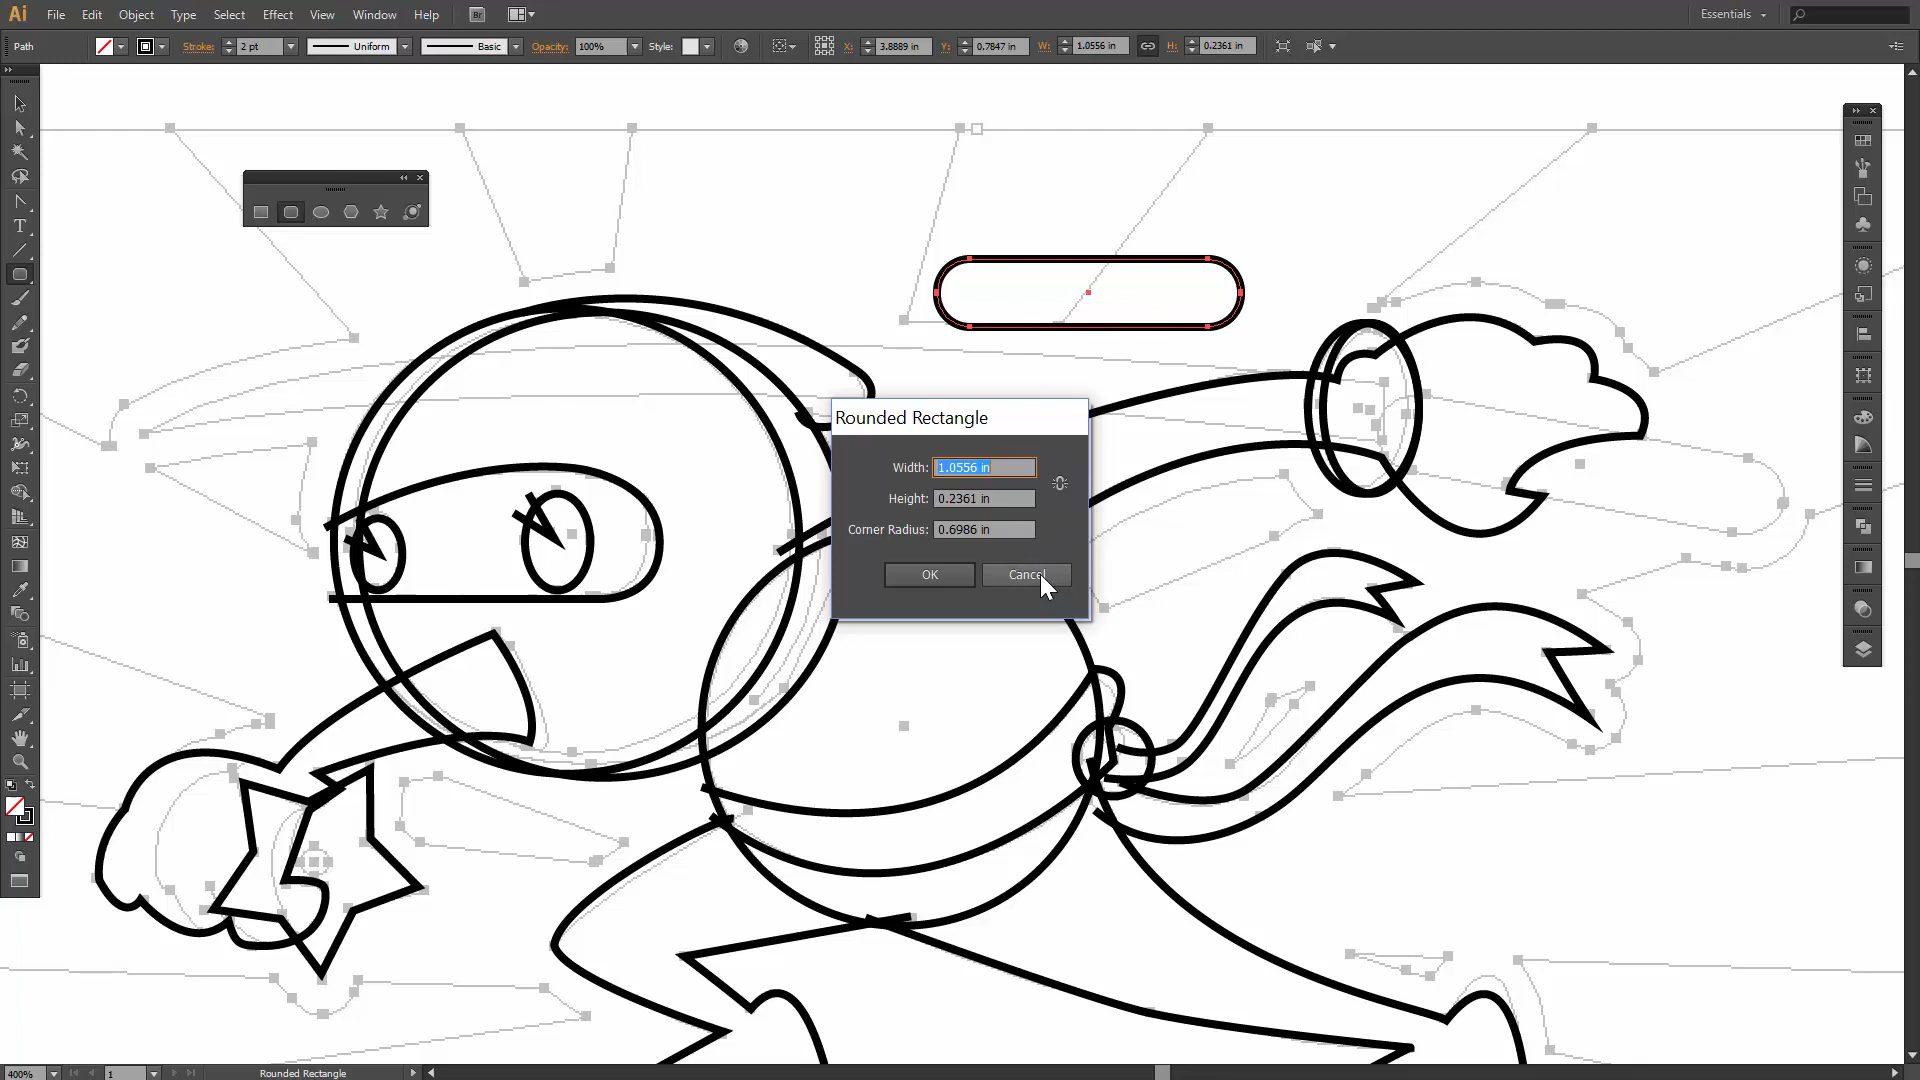 Ai File Edit Object Type Select Effect View Window Help Br Essentials
Path Stroke: 2 pt Uniform Basic Opacity: 100% Style: X: 3.8889 in Y: 0.7847 in W: 1.0556 in H: 0.2361 in
Rounded Rectangle
Width: 1.0556 in
Height: 0.2361 in
Corner Radius: 0.6986 in
OK Cancel
400% 1 Rounded Rectangle